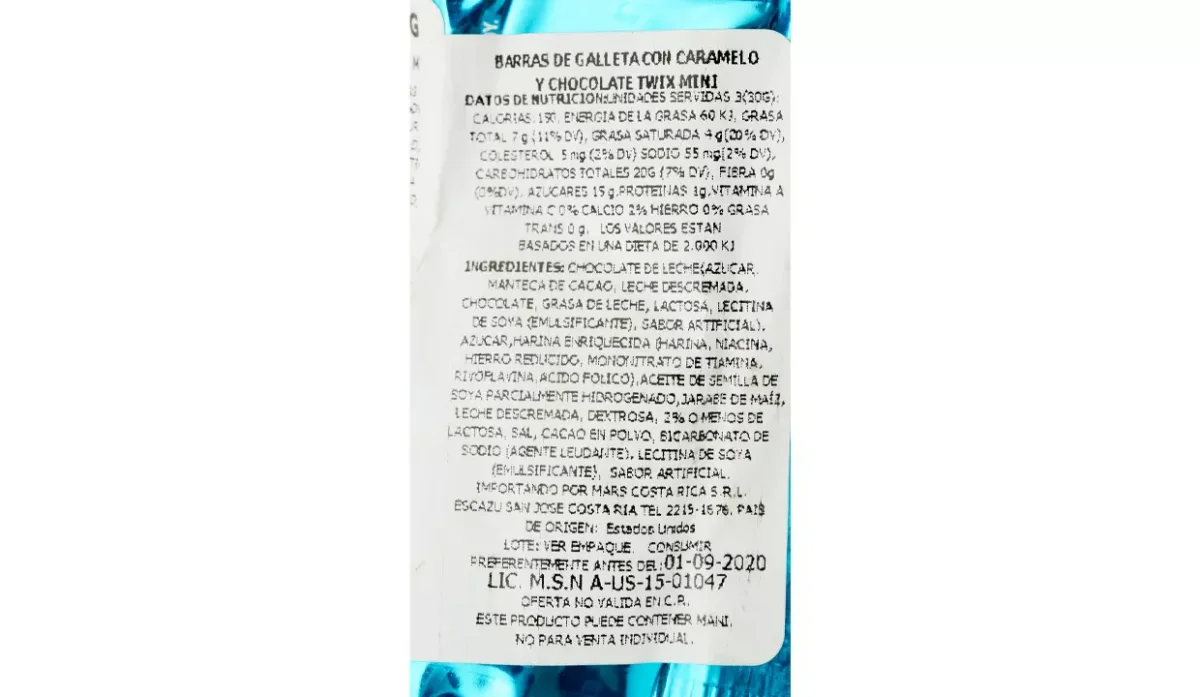 BARRAS DE GALLETA CON CARAMELO
Y CHOCOLATE TWIX MINI
DATOS DE NUTRICION:UNIDADES SERVIDAS 3(30G):
CALORIAS: ENERGIA DE LA GRASA 60 KJ, GRASA
TOTAL 7 g (11% DV), GRASA SATURADA 4 g(20% DV),
COLESTEROL 5 mg (2% DV) SODIO 55 mg(2% DV),
CARBOHIDRATOS TOTALES 20G (7% DV), FIBRA 0g
(0%DV), AZUCARES 15 g,PROTEINAS 1g,VITAMINA A
VITAMINA C 0% CALCIO 2% HIERRO 0% GRASA
TRANS 0 g. LOS VALORES ESTAN
BASADOS EN UNA DIETA DE 2.000 KJ
INGREDIENTES: CHOCOLATE DE LECHE(AZUCAR,
MANTECA DE CACAO, LECHE DESCREMADA,
CHOCOLATE, GRASA DE LECHE, LACTOSA, LECITINA
DE SOYA (EMULSIFICANTE), SABOR ARTIFICIAL),
AZUCAR,HARINA ENRIQUECIDA (HARINA, NIACINA,
HIERRO REDUCIDO, MONONITRATO DE TIAMINA,
RIVOFLAVINA,ACIDO FOLICO),ACEITE DE SEMILLA DE
SOYA PARCIALMENTE HIDROGENADO,JARABE DE MAÍZ,
LECHE DESCREMADA, DEXTROSA, 2% O MENOS DE
LACTOSA, SAL, CACAO EN POLVO, BICARBONATO DE
SODIO (AGENTE LEUDANTE), LECITINA DE SOYA
(EMULSIFICANTE), SABOR ARTIFICIAL.
IMPORTANDO POR MARS COSTA RICA S.R.L.
ESCAZU SAN JOSE COSTA RIA TEL 2215-1676. PAIS
DE ORIGEN: Estados Unidos
LOTE: VER EMPAQUE. CONSUMIR
PREFERENTEMENTE ANTES DEL:01-09-2020
LIC. M.S.N A-US-15-01047
OFERTA NO VALIDA EN C.R.
ESTE PRODUCTO PUEDE CONTENER MANI.
NO PARA VENTA INDIVIDUAL.